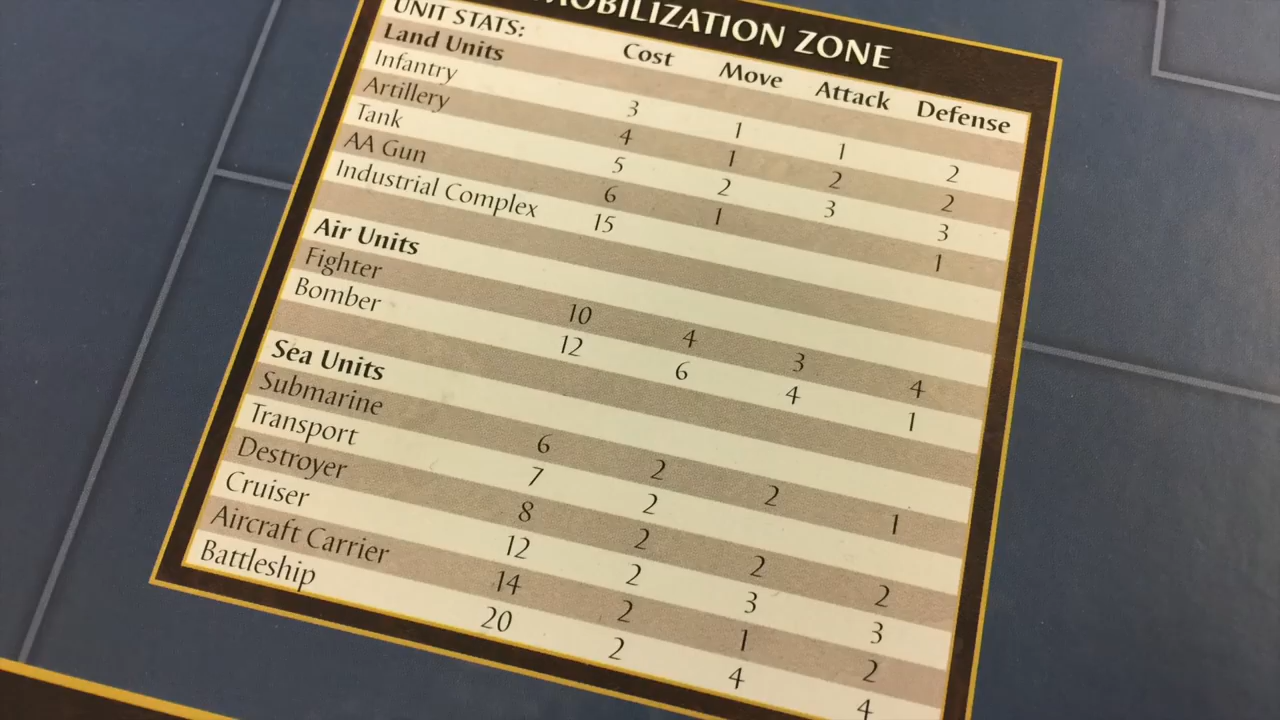 MOBILIZATION ZONE
UNIT STATS: Cost Move Attack Defense
Land Units
Infantry 3 1 1 2
Artillery 4 1 2 2
Tank 5 2 3 3
AA Gun 6 1 1
Industrial Complex 15
Air Units
Fighter 10 4 3 4
Bomber 12 6 4 1
Sea Units
Submarine 6 2 2 1
Transport 7 2
Destroyer 8 2 2 2
Cruiser 12 2 3 3
Aircraft Carrier 14 2 1 2
Battleship 20 2 4 4